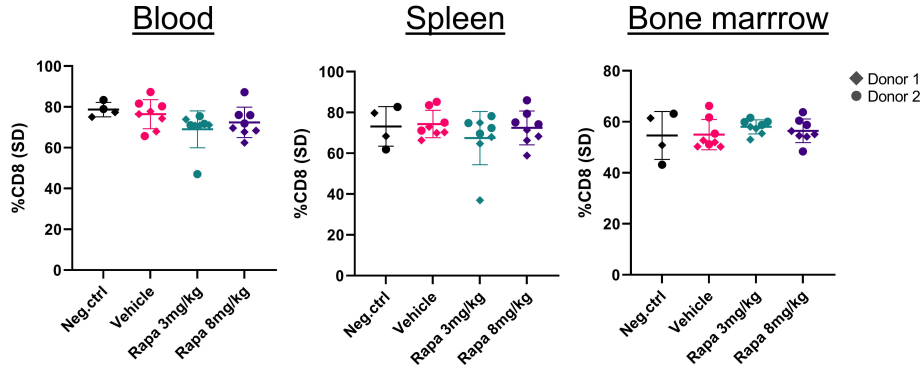 Blood
Spleen
Bone marrrow
Donor 1
Donor 2
%CD8 (SD)
100
80
60
40
20
0
Neg.ctrl
Vehicle
Rapa 3mg/kg
Rapa 8mg/kg
%CD8 (SD)
100
80
60
40
20
0
Neg.ctrl
Vehicle
Rapa 3mg/kg
Rapa 8mg/kg
%CD8 (SD)
80
60
40
20
0
Neg.ctrl
Vehicle
Rapa 3mg/kg
Rapa 8mg/kg